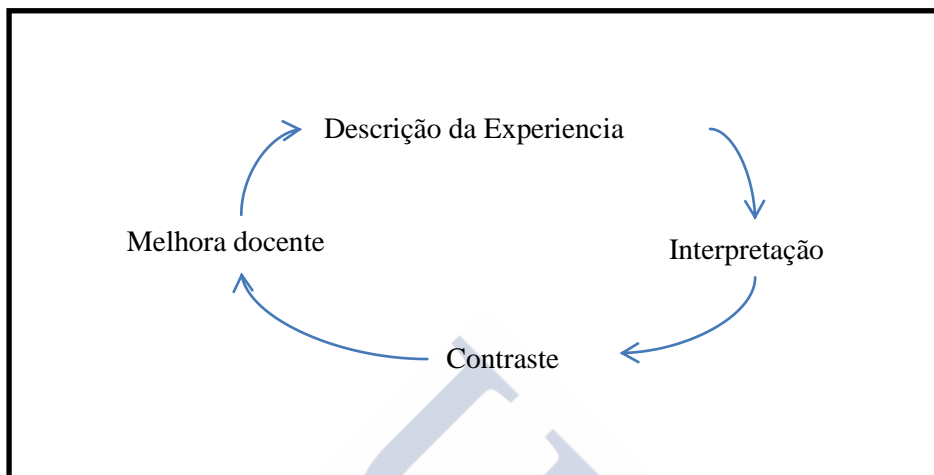 Descrição da Experiencia
Melhora docente
Interpretação
Contraste